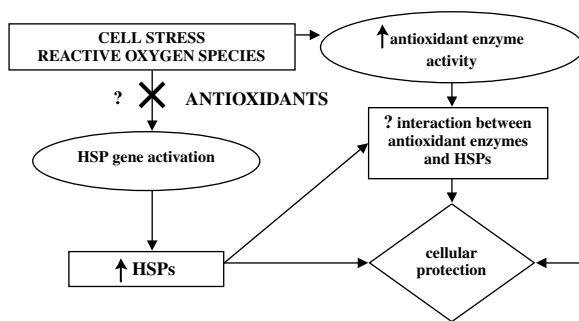 CELL STRESS
REACTIVE OXYGEN SPECIES
↑ antioxidant enzyme
activity
? ANTIOXIDANTS
? interaction between
antioxidant enzymes
and HSPs
HSP gene activation
↑ HSPs
cellular
protection